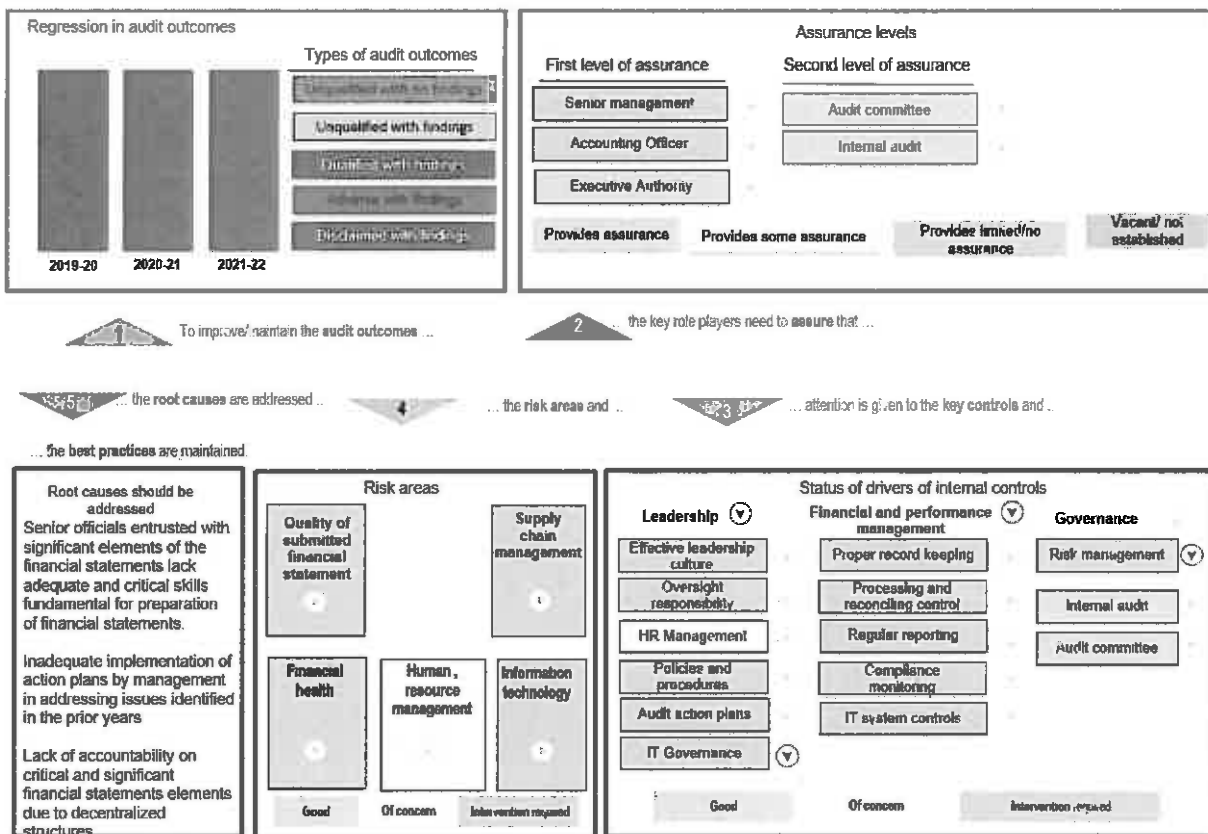 Regression in audit outcomes
Types of audit outcomes
Unqualified with no findings
Unqualified with findings
Qualified with findings
Adverse with findings
Disclaimed with findings
2019-20
2020-21
2021-22
Assurance levels
First level of assurance
Senior management
Accounting Officer
Executive Authority
Second level of assurance
Audit committee
Internal audit
Provides assurance
Provides some assurance
Provides limited/no
assurance
Vacant/ not
established
1
To improve/ maintain the audit outcomes ...
2
... the key role players need to assure that ...
5
... the root causes are addressed ..
4
... the risk areas and ..
3
... attention is given to the key controls and ..
... the best practices are maintained.
Root causes should be
addressed
Senior officials entrusted with
significant elements of the
financial statements lack
adequate and critical skills
fundamental for preparation
of financial statements.
Inadequate implementation of
action plans by management
in addressing issues identified
in the prior years
Lack of accountability on
critical and significant
financial statements elements
due to decentralized
structures
Risk areas
Quality of
submitted
financial
statement
Supply
chain
management
Financial
health
Human
resource
management
Information
technology
Good
Of concern
Intervention required
Status of drivers of internal controls
Leadership
Effective leadership
culture
Oversight
responsibility
HR Management
Policies and
procedures
Audit action plans
IT Governance
Financial and performance
management
Proper record keeping
Processing and
reconciling control
Regular reporting
Compliance
monitoring
IT system controls
Governance
Risk management
Internal audit
Audit committee
Good
Of concern
Intervention required